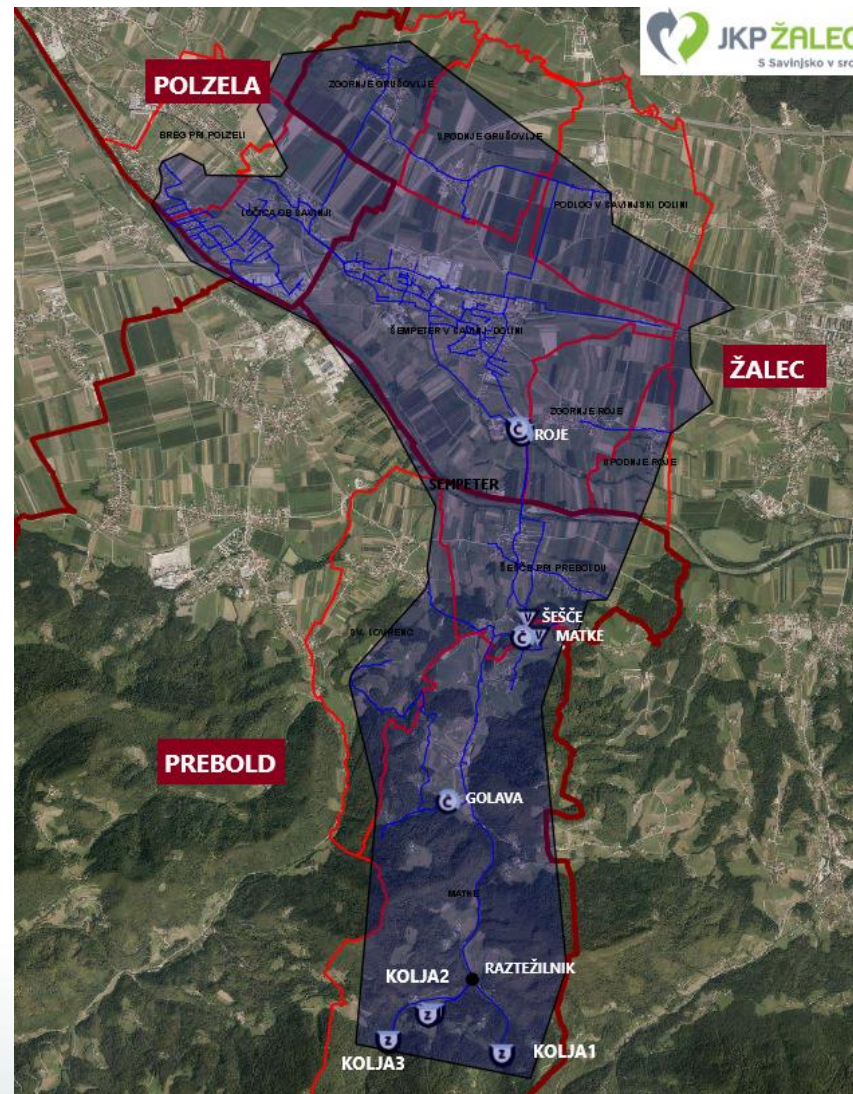 JKP ŽALEC
S Savinjsko v src
POLZELA
ZGORNJE GRUŠOVLJE
BREG PRI POLZELI
SPODNJE GRUŠOVLJE
LOČICA OB SAVINJI
PODLOG V SAVINJSKI DOLINI
ŠEMPETER V SAVINJ. DOLINI
ŽALEC
ZGORNJE ROJE
Č ROJE
SPODNJE ROJE
ŠEMPETER
ŠEŠČE PRI PREBOLDU
V ŠEŠČE
Č V MATKE
SV. LOVRENC
PREBOLD
Č GOLAVA
MATKE
RAZTEŽILNIK
KOLJA2
Z
Z
KOLJA3
Z
KOLJA1